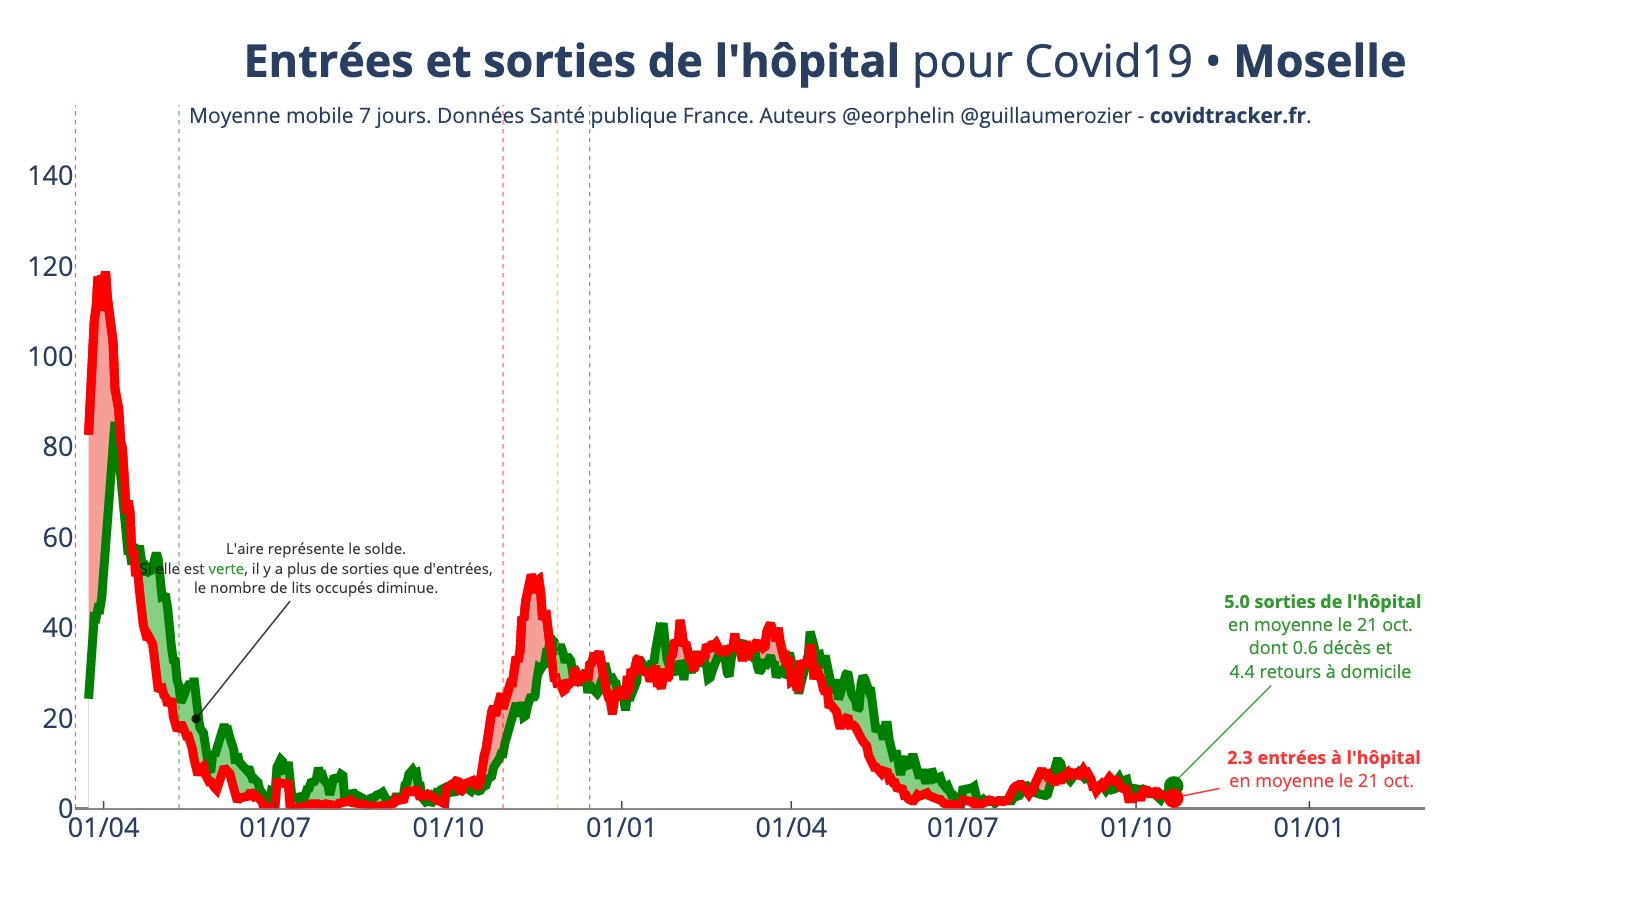 Entrées et sorties de l'hôpital pour Covid19 • Moselle
Moyenne mobile 7 jours. Données Santé publique France. Auteurs @eorphelin @guillaumerozier - covidtracker.fr.
140
120
100
80
60
40
20
0
L'aire représente le solde.
Si elle est verte, il y a plus de sorties que d'entrées,
le nombre de lits occupés diminue.
5.0 sorties de l'hôpital
en moyenne le 21 oct.
dont 0.6 décès et
4.4 retours à domicile
2.3 entrées à l'hôpital
en moyenne le 21 oct.
01/04 01/07 01/10 01/01 01/04 01/07 01/10 01/01